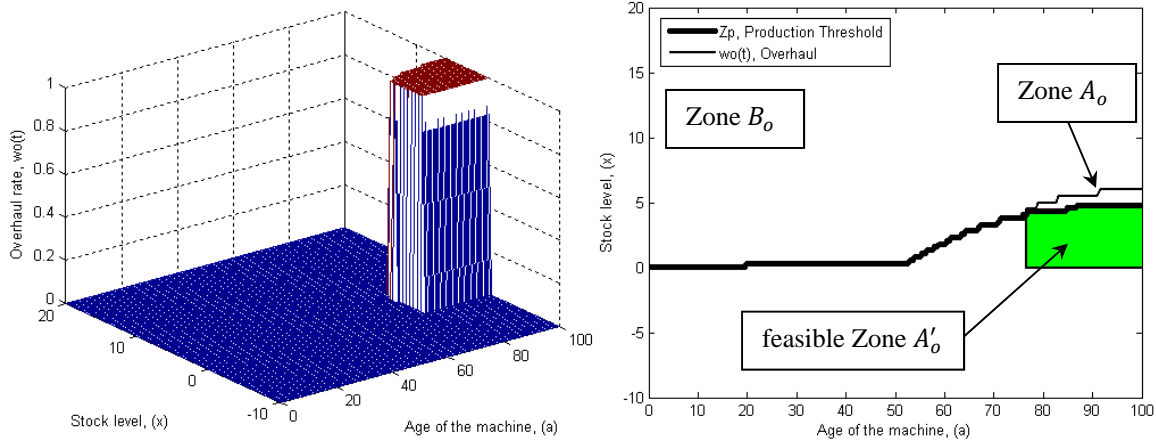 1
0.8
0.6
0.4
0.2
0
Overhaul rate, wo(t)
20
10
0
-10
Stock level, (x)
0
20
40
60
80
100
Age of the machine, (a)
20
15
10
5
0
-5
-10
Stock level, (x)
Zp, Production Threshold
wo(t), Overhaul
Zone B_o
Zone A_o
feasible Zone A'_o
0 10 20 30 40 50 60 70 80 90 100
Age of the machine, (a)